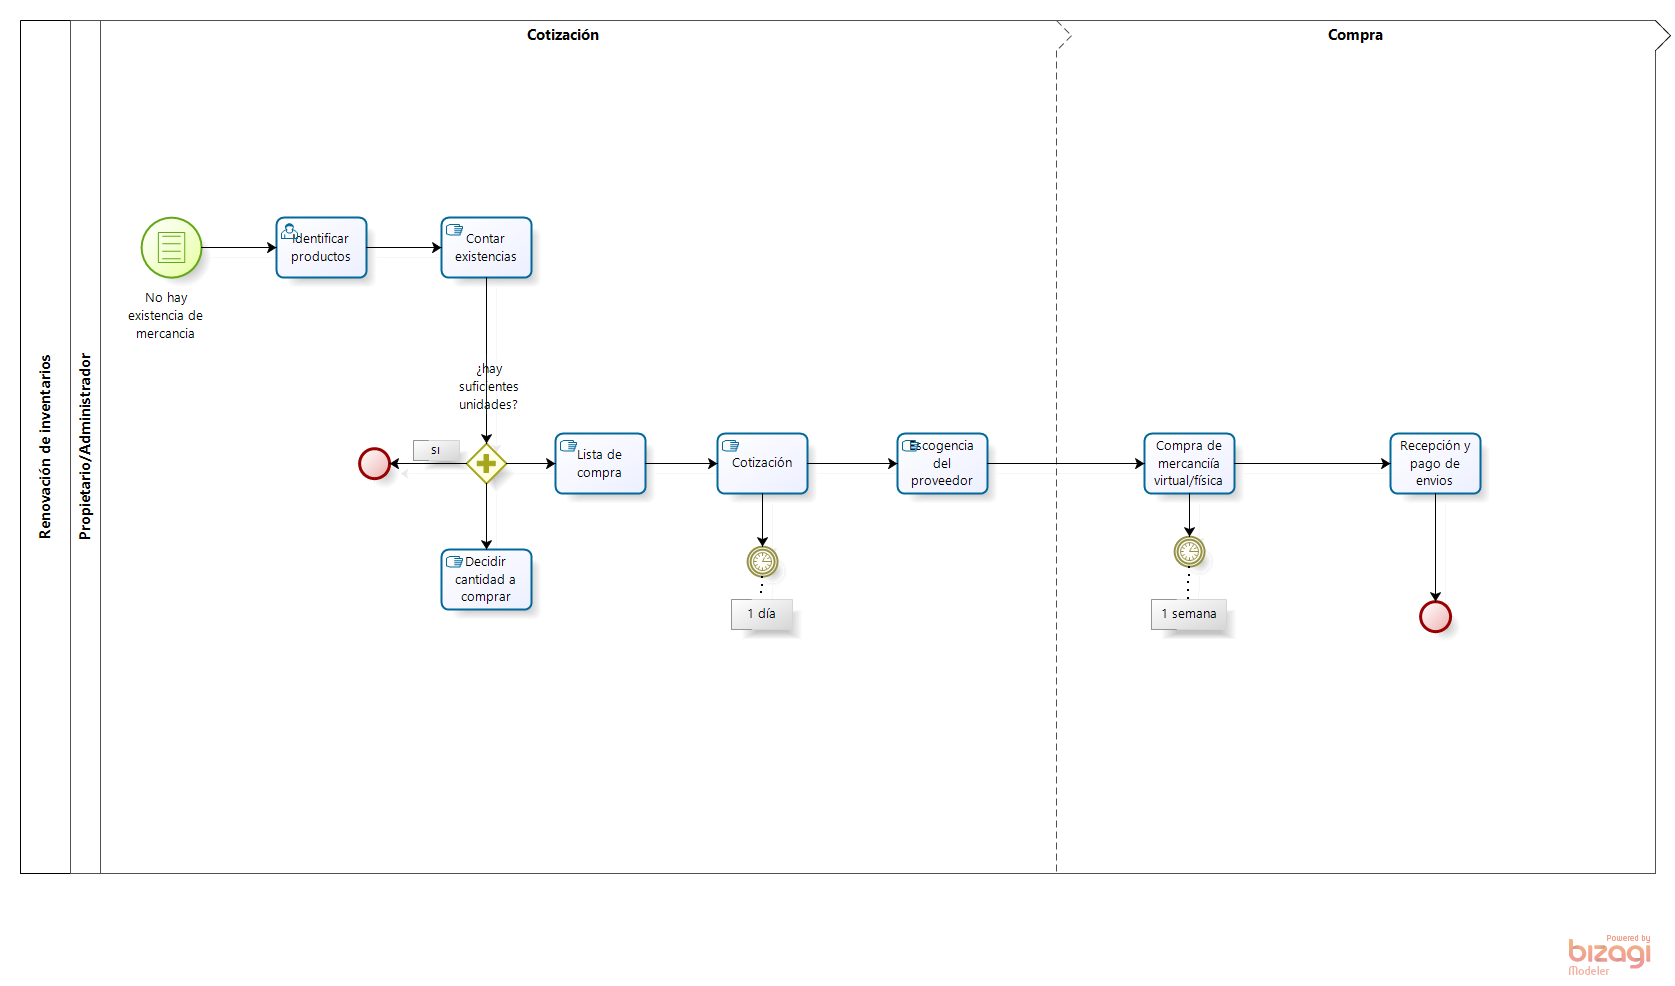 Cotización
Compra
Renovación de inventarios
Propietario/Administrador
No hay
existencia de
mercancia
Identificar
productos
Contar
existencias
¿hay
suficientes
unidades?
SI
Lista de
compra
Cotización
Escogencia
del
proveedor
Compra de
mercanciía
virtual/física
Recepción y
pago de
envios
Decidir
cantidad a
comprar
1 día
1 semana
Powered by
bizagi
Modeler